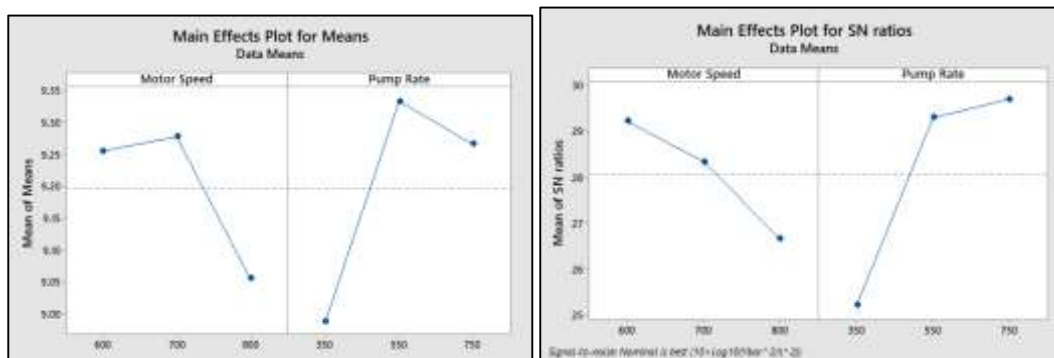 Main Effects Plot for Means
Data Means
Motor Speed Pump Rate
9.35
9.30
9.25
9.20
9.15
9.10
9.05
9.00
Mean of Means
600 700 800 350 550 750
Main Effects Plot for SN ratios
Data Means
Motor Speed Pump Rate
30
29
28
27
26
25
Mean of SN ratios
600 700 800 350 550 750
Signal-to-noise: Nominal is best (10×Log10(Ybar^2/s^2))